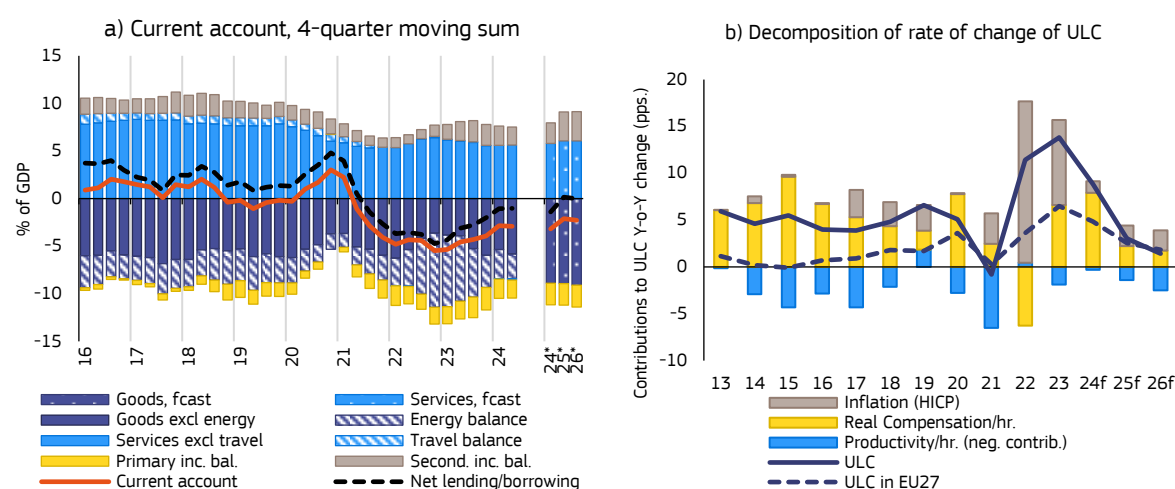 a) Current account, 4-quarter moving sum
% of GDP
15
10
5
0
-5
-10
-15
16
17
18
19
20
21
22
23
24
24*
25*
26*
Goods, fcast
Services, fcast
Goods excl energy
Energy balance
Services excl travel
Travel balance
Primary inc. bal.
Second. inc. bal.
Current account
Net lending/borrowing
b) Decomposition of rate of change of ULC
Contributions to ULC Y-o-Y change (pps.)
20
15
10
5
0
-5
-10
13 14 15 16 17 18 19 20 21 22 23 24f 25f 26f
Inflation (HICP)
Real Compensation/hr.
Productivity/hr. (neg. contrib.)
ULC
ULC in EU27